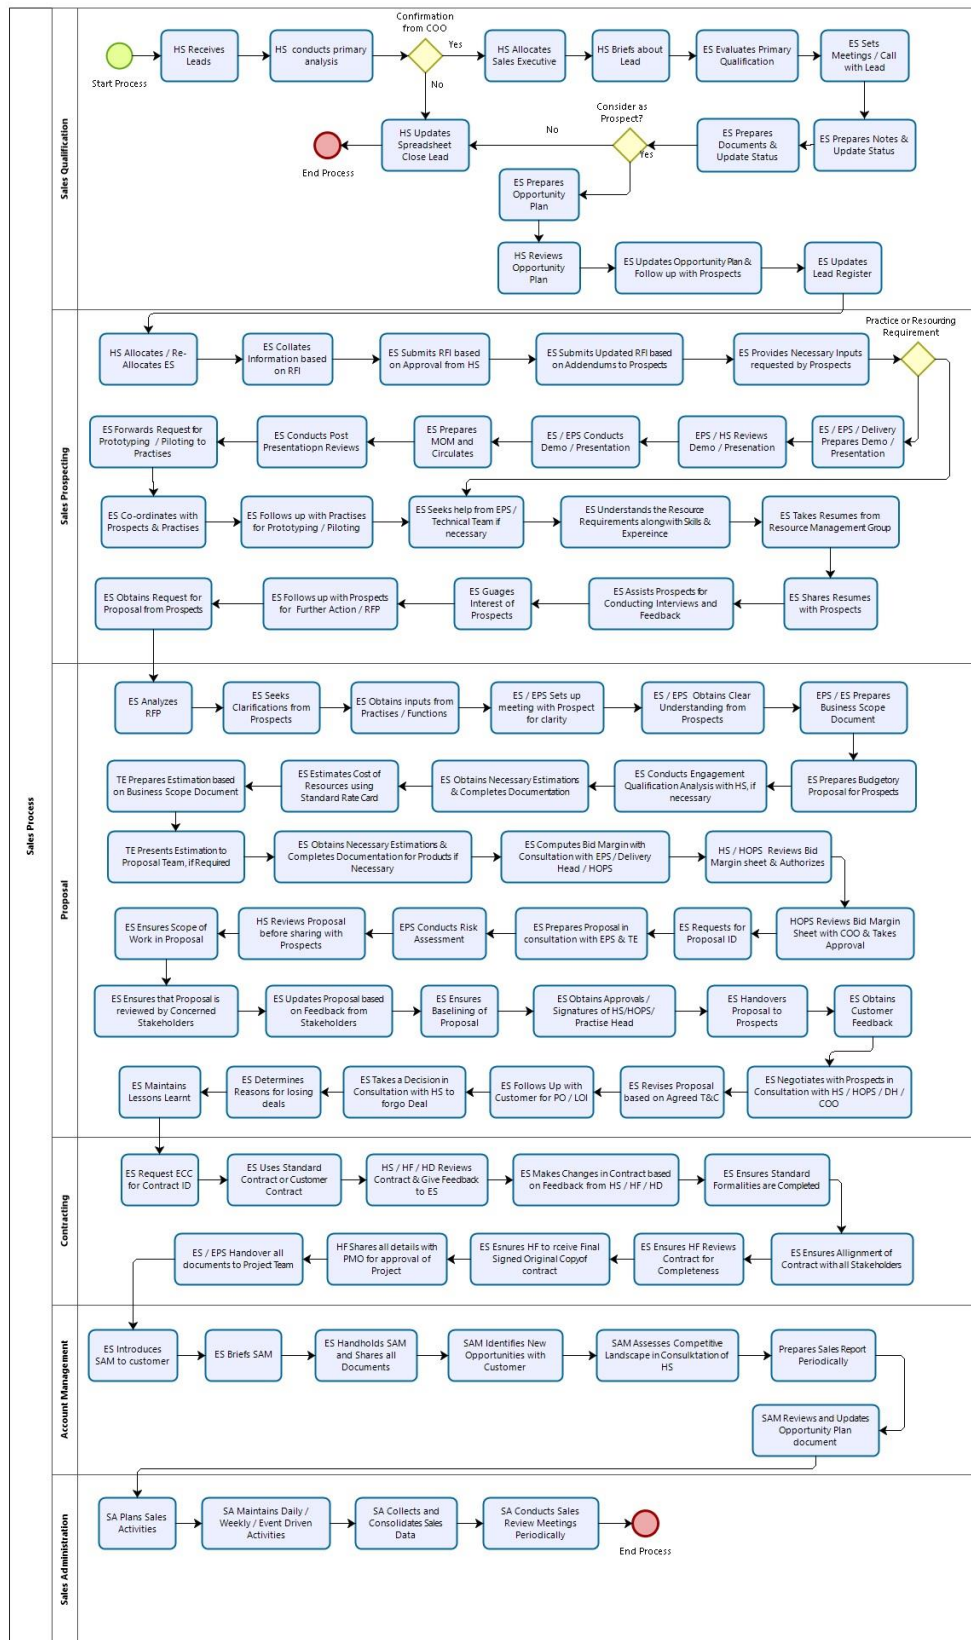 Sales Process
Sales Qualification
Start Process
HS Receives
Leads
HS conducts primary
analysis
Confirmation
from COO
Yes
No
HS Allocates
Sales Executive
HS Briefs about
Lead
ES Evaluates Primary
Qualification
ES Sets
Meetings / Call
with Lead
End Process
HS Updates
Spreadsheet
Close Lead
No
Consider as
Prospect?
Yes
ES Prepares
Documents &
Update Status
ES Prepares Notes &
Update Status
ES Prepares
Opportunity
Plan
HS Reviews
Opportunity
Plan
ES Updates Opportunity Plan &
Follow up with Prospects
ES Updates
Lead Register
Sales Prospecting
HS Allocates / Re-
Allocates ES
ES Collates
Information based
on RFI
ES Submits RFI based
on Approval from HS
ES Submits Updated RFI based
on Addendums to Prospects
ES Provides Necessary Inputs
requested by Prospects
Practice or Resourcing
Requirement
ES Forwards Request for
Prototyping / Piloting to
Practises
ES Conducts Post
Presentatiopn Reviews
ES Prepares
MOM and
Circulates
ES / EPS Conducts
Demo / Presentation
EPS / HS Reviews
Demo / Presenation
ES / EPS / Delivery
Prepares Demo /
Presentation
ES Co-ordinates with
Prospects & Practises
ES Follows up with Practises
for Prototyping / Piloting
ES Seeks help from EPS /
Technical Team if
necessary
ES Understands the Resource
Requirements alongwith Skills &
Expereince
ES Takes Resumes from
Resource Management Group
ES Obtains Request for
Proposal from Prospects
ES Follows up with Prospects
for Further Action / RFP
ES Guages
Interest of
Prospects
ES Assists Prospects for
Conducting Interviews and
Feedback
ES Shares Resumes
with Prospects
Proposal
ES Analyzes
RFP
ES Seeks
Clarifications from
Prospects
ES Obtains inputs from
Practises / Functions
ES / EPS Sets up
meeting with Prospect
for clarity
ES / EPS Obtains Clear
Understanding from
Prospects
EPS / ES Prepares
Business Scope
Document
TE Prepares Estimation based
on Business Scope Document
ES Estimates Cost of
Resources using
Standard Rate Card
ES Obtains Necessary Estimations
& Completes Documentation
ES Conducts Engagement
Qualification Analysis with HS, if
necessary
ES Prepares Budgetory
Proposal for Prospects
TE Presents Estimation to
Proposal Team, if Required
ES Obtains Necessary Estimations &
Completes Documentation for Products if
Necessary
ES Computes Bid Margin with
Consultation with EPS / Delivery
Head / HOPS
HS / HOPS Reviews Bid
Margin sheet & Authorizes
ES Ensures Scope of
Work in Proposal
HS Reviews Proposal
before sharing with
Prospects
EPS Conducts Risk
Assessment
ES Prepares Proposal in
consultation with EPS & TE
ES Requests for
Proposal ID
HOPS Reviews Bid Margin
Sheet with COO & Takes
Approval
ES Ensures that Proposal is
reviewed by Concerned
Stakeholders
ES Updates Proposal based
on Feedback from
Stakeholders
ES Ensures
Baselining of
Proposal
ES Obtains Approvals /
Signatures of HS/HOPS/
Practise Head
ES Handovers
Proposal to
Prospects
ES Obtains
Customer
Feedback
ES Maintains
Lessons Learnt
ES Determines
Reasons for losing
deals
ES Takes a Decision in
Consultation with HS to
forgo Deal
ES Follows Up with
Customer for PO / LOI
ES Revises Proposal
based on Agreed T&C
ES Negotiates with Prospects in
Consultation with HS / HOPS / DH /
COO
Contracting
ES Request ECC
for Contract ID
ES Uses Standard
Contract or Customer
Contract
HS / HF / HD Reviews
Contract & Give Feedback
to ES
ES Makes Changes in Contract based
on Feedback from HS / HF / HD
ES Ensures Standard
Formalities are Completed
ES / EPS Handover all
documents to Project Team
HF Shares all details with
PMO for approval of
Project
ES Esnures HF to rceive Final
Signed Original Copyof
contract
ES Ensures HF Reviews
Contract for
Completeness
ES Ensures Allignment of
Contract with all Stakeholders
Account Management
ES Introduces
SAM to customer
ES Briefs SAM
ES Handholds SAM
and Shares all
Documents
SAM Identifies New
Opportunities with
Customer
SAM Assesses Competitive
Landscape in Consulktation of
HS
Prepares Sales Report
Periodically
SAM Reviews and Updates
Opportunity Plan
document
Sales Administration
SA Plans Sales
Activities
SA Maintains Daily /
Weekly / Event Driven
Activities
SA Collects and
Consolidates Sales
Data
SA Conducts Sales
Review Meetings
Periodically
End Process